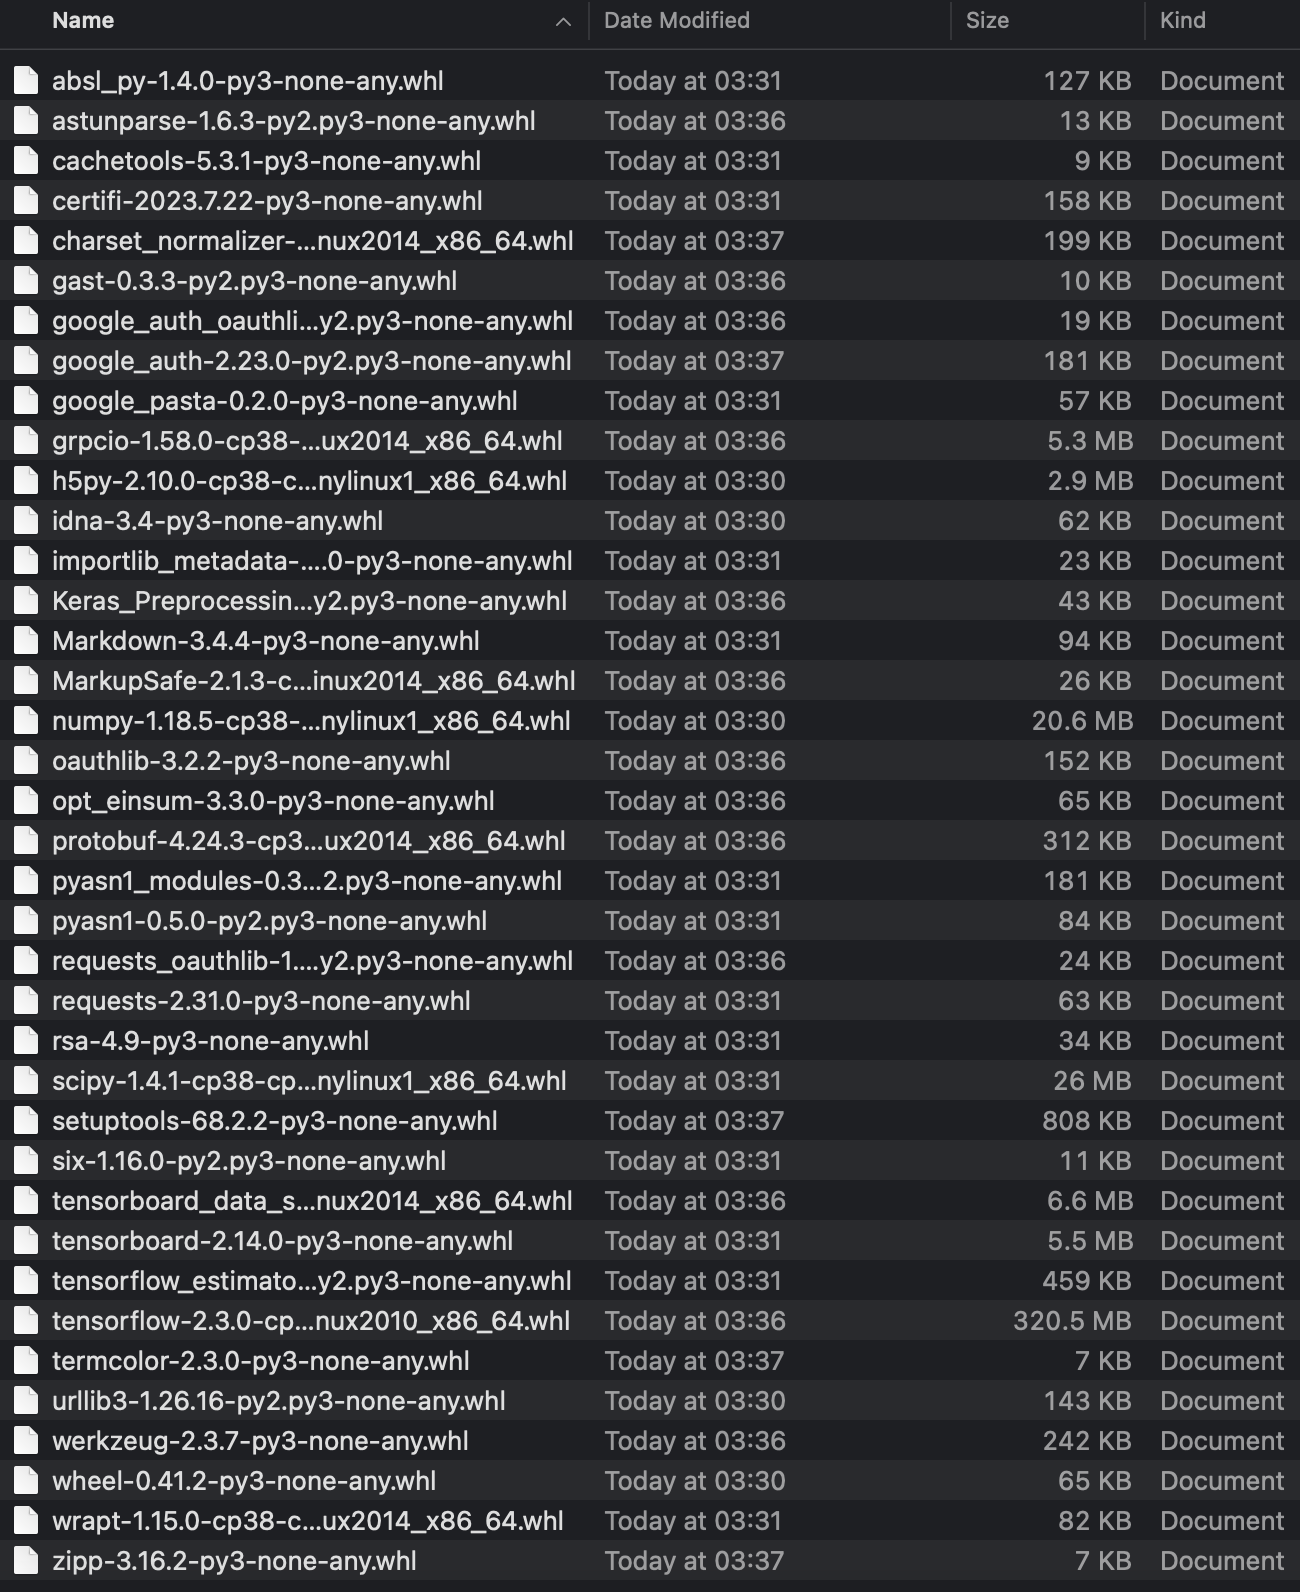 Name Date Modified Size Kind
absl_py-1.4.0-py3-none-any.whl Today at 03:31 127 KB Document
astunparse-1.6.3-py2.py3-none-any.whl Today at 03:36 13 KB Document
cachetools-5.3.1-py3-none-any.whl Today at 03:31 9 KB Document
certifi-2023.7.22-py3-none-any.whl Today at 03:31 158 KB Document
charset_normalizer-...nux2014_x86_64.whl Today at 03:37 199 KB Document
gast-0.3.3-py2.py3-none-any.whl Today at 03:36 10 KB Document
google_auth_oauthli...y2.py3-none-any.whl Today at 03:36 19 KB Document
google_auth-2.23.0-py2.py3-none-any.whl Today at 03:37 181 KB Document
google_pasta-0.2.0-py3-none-any.whl Today at 03:31 57 KB Document
grpcio-1.58.0-cp38-...ux2014_x86_64.whl Today at 03:36 5.3 MB Document
h5py-2.10.0-cp38-c...nylinux1_x86_64.whl Today at 03:30 2.9 MB Document
idna-3.4-py3-none-any.whl Today at 03:30 62 KB Document
importlib_metadata-....0-py3-none-any.whl Today at 03:31 23 KB Document
Keras_Preprocessin...y2.py3-none-any.whl Today at 03:36 43 KB Document
Markdown-3.4.4-py3-none-any.whl Today at 03:31 94 KB Document
MarkupSafe-2.1.3-c...inux2014_x86_64.whl Today at 03:36 26 KB Document
numpy-1.18.5-cp38-...nylinux1_x86_64.whl Today at 03:30 20.6 MB Document
oauthlib-3.2.2-py3-none-any.whl Today at 03:36 152 KB Document
opt_einsum-3.3.0-py3-none-any.whl Today at 03:36 65 KB Document
protobuf-4.24.3-cp3...ux2014_x86_64.whl Today at 03:36 312 KB Document
pyasn1_modules-0.3...2.py3-none-any.whl Today at 03:31 181 KB Document
pyasn1-0.5.0-py2.py3-none-any.whl Today at 03:31 84 KB Document
requests_oauthlib-1....y2.py3-none-any.whl Today at 03:36 24 KB Document
requests-2.31.0-py3-none-any.whl Today at 03:31 63 KB Document
rsa-4.9-py3-none-any.whl Today at 03:31 34 KB Document
scipy-1.4.1-cp38-cp...nylinux1_x86_64.whl Today at 03:31 26 MB Document
setuptools-68.2.2-py3-none-any.whl Today at 03:37 808 KB Document
six-1.16.0-py2.py3-none-any.whl Today at 03:31 11 KB Document
tensorboard_data_s...nux2014_x86_64.whl Today at 03:36 6.6 MB Document
tensorboard-2.14.0-py3-none-any.whl Today at 03:31 5.5 MB Document
tensorflow_estimato...y2.py3-none-any.whl Today at 03:31 459 KB Document
tensorflow-2.3.0-cp...nux2010_x86_64.whl Today at 03:36 320.5 MB Document
termcolor-2.3.0-py3-none-any.whl Today at 03:37 7 KB Document
urllib3-1.26.16-py2.py3-none-any.whl Today at 03:30 143 KB Document
werkzeug-2.3.7-py3-none-any.whl Today at 03:36 242 KB Document
wheel-0.41.2-py3-none-any.whl Today at 03:30 65 KB Document
wrapt-1.15.0-cp38-c...ux2014_x86_64.whl Today at 03:31 82 KB Document
zipp-3.16.2-py3-none-any.whl Today at 03:37 7 KB Document